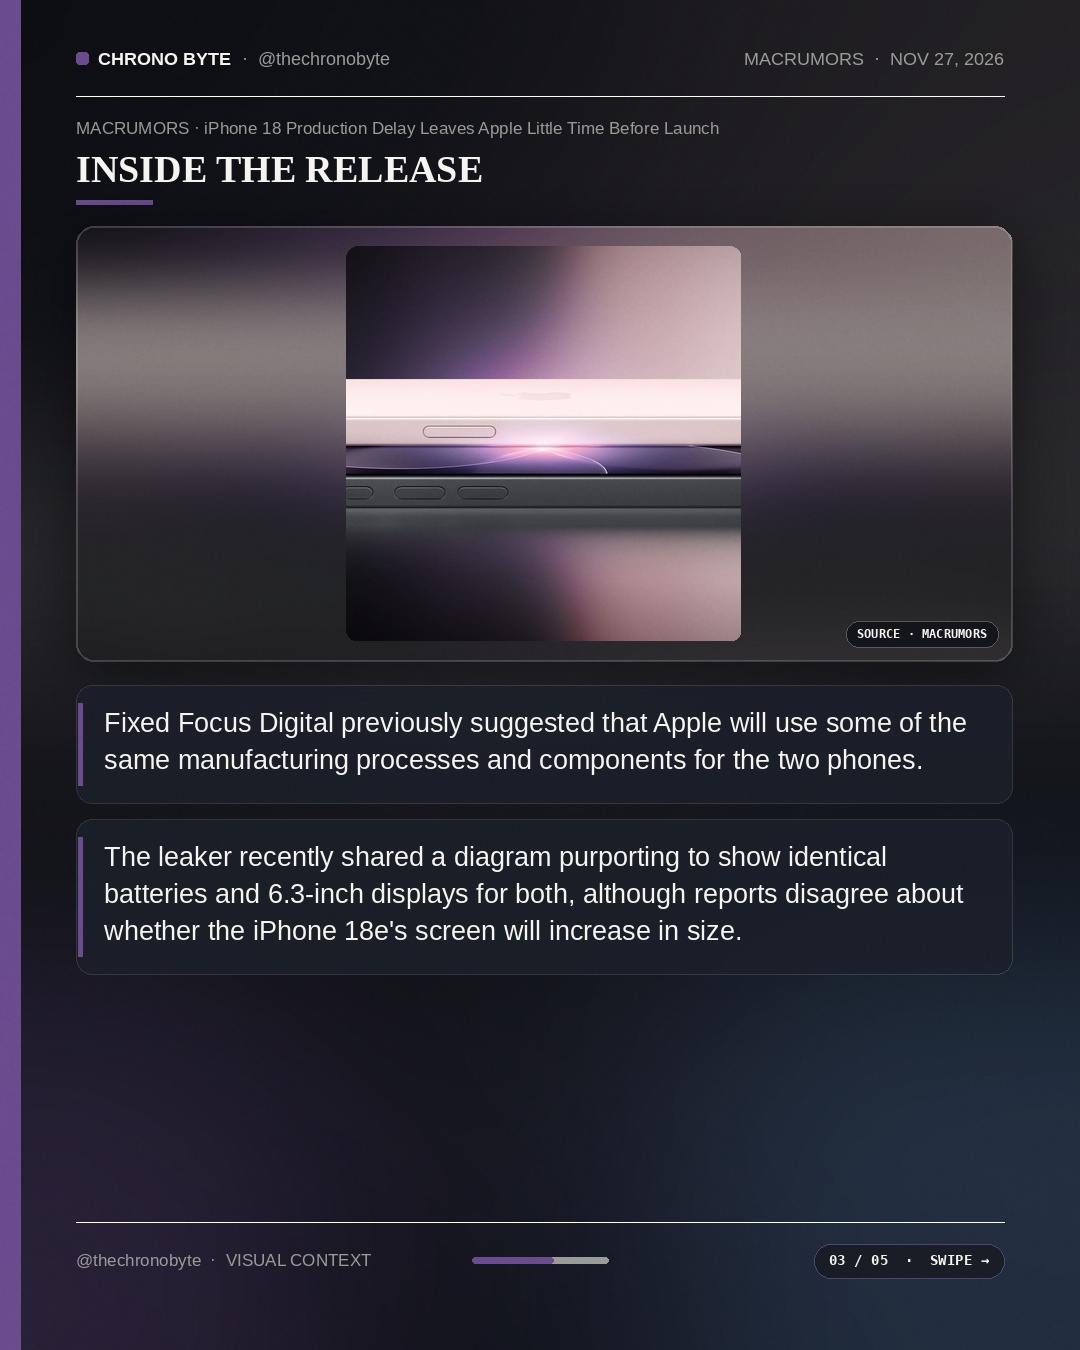 CHRONO BYTE · @thechronobyte
MACRUMORS · NOV 27, 2026
MACRUMORS · iPhone 18 Production Delay Leaves Apple Little Time Before Launch
INSIDE THE RELEASE
SOURCE · MACRUMORS
Fixed Focus Digital previously suggested that Apple will use some of the
same manufacturing processes and components for the two phones.
The leaker recently shared a diagram purporting to show identical
batteries and 6.3-inch displays for both, although reports disagree about
whether the iPhone 18e's screen will increase in size.
@thechronobyte · VISUAL CONTEXT
03 / 05 · SWIPE →